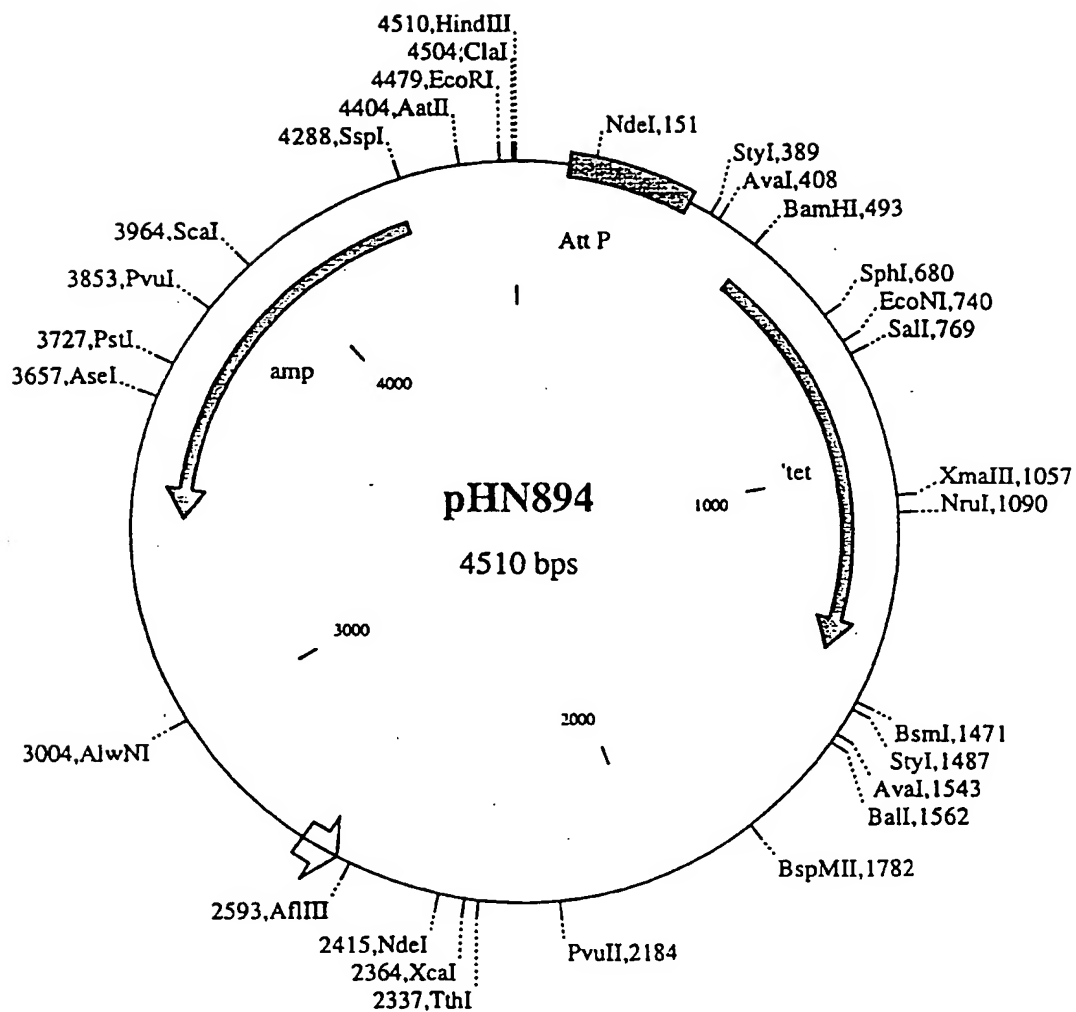 4510,HindIII
4504,ClaI
4479,EcoRI
4404,AatII
4288,SspI
NdeI,151
StyI,389
AvaI,408
BamHI,493
Att P
3964,ScaI
3853,PvuI
3727,PstI
3657,AseI
SphI,680
EcoNI,740
SalI,769
amp
4000
'tet
XmaIII,1057
NruI,1090
1000
pHN894
4510 bps
3000
2000
3004,AlwNI
BsmI,1471
StyI,1487
AvaI,1543
BalI,1562
BspMII,1782
2593,AflIII
2415,NdeI
2364,XcaI
2337,TthI
PvuII,2184